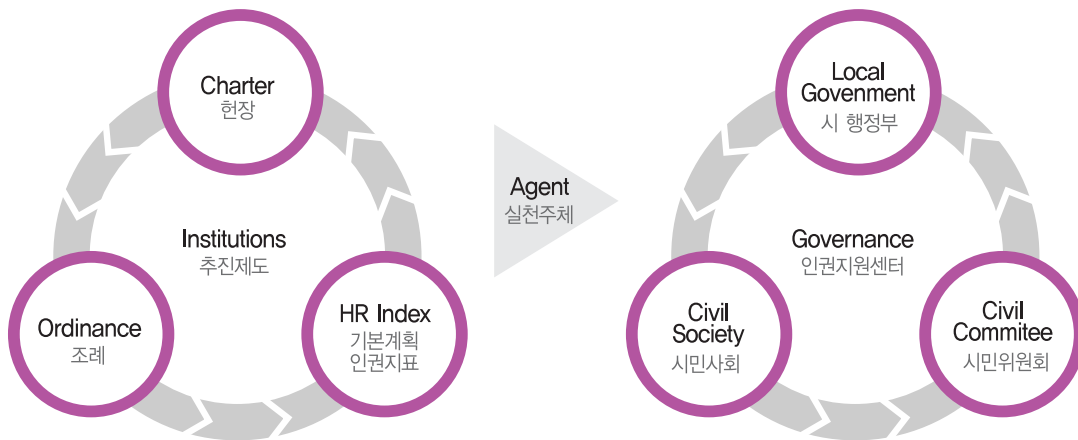 Charter
헌장
Institutions
추진제도
Ordinance
조례
HR Index
기본계획
인권지표
Agent
실천주체
Local
Govenment
시 행정부
Governance
인권지원센터
Civil
Society
시민사회
Civil
Commitee
시민위원회